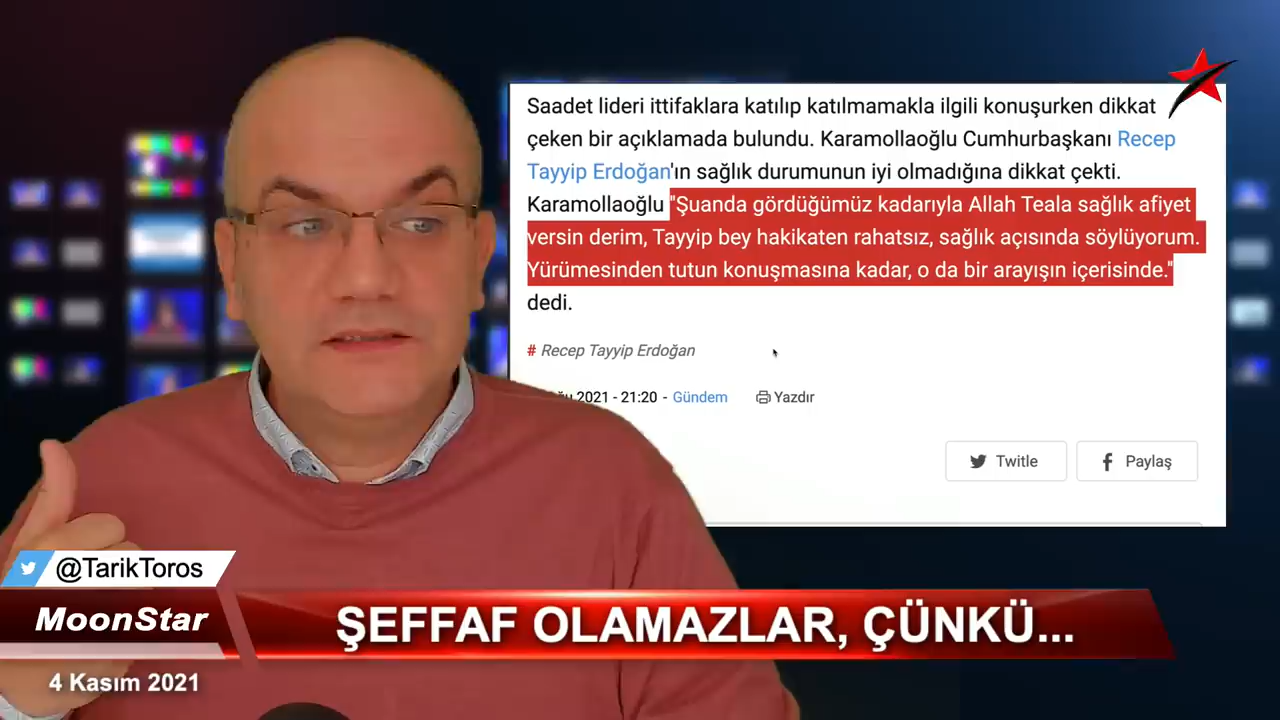 Saadet lideri ittifaklara katılıp katılmamakla ilgili konuşurken dikkat
çeken bir açıklamada bulundu. Karamollaoğlu Cumhurbaşkanı Recep
Tayyip Erdoğan'ın sağlık durumunun iyi olmadığına dikkat çekti.
Karamollaoğlu "Şuanda gördüğümüz kadarıyla Allah Teala sağlık afiyet
versin derim, Tayyip bey hakikaten rahatsız, sağlık açısında söylüyorum.
Yürümesinden tutun konuşmasına kadar, o da bir arayışın içerisinde."
dedi.
# Recep Tayyip Erdoğan
2021 - 21:20 - Gündem Yazdır
Twitle Paylaş
@TarikToros
MoonStar
ŞEFFAF OLAMAZLAR, ÇÜNKÜ...
4 Kasım 2021